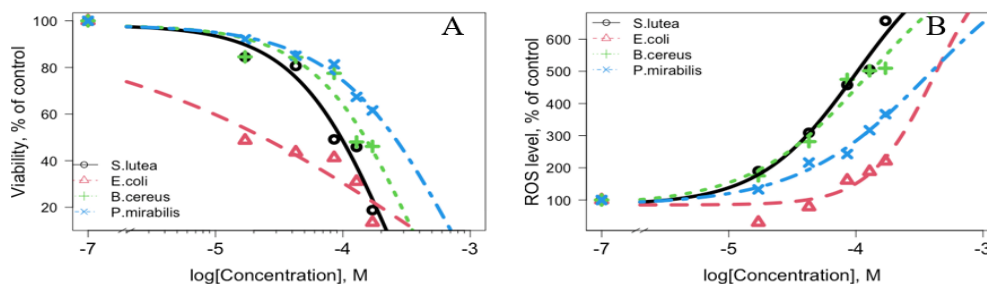 A
Viability, % of control
100
80
60
40
20
S.lutea
E.coli
B.cereus
P.mirabilis
-7
-5
-4
-3
log[Concentration], M
B
ROS level, % of control
600
500
400
300
200
100
S.lutea
E.coli
B.cereus
P.mirabilis
-7
-5
-4
-3
log[Concentration], M